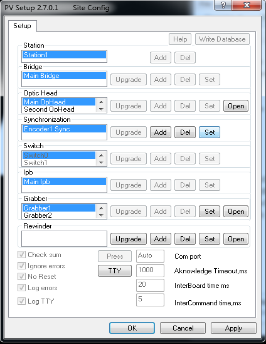 PV Setup 2.7.0.1 Site Config
Setup
Help Write Database
Station
Station1
Add Del
Bridge
Main Bridge
Upgrade Add Del Set
Optic Head
Main OpHead
Second OpHead
Upgrade Add Del Set Open
Synchronization
Encoder1 Sync
Upgrade Add Del Set
Switch
Switch1
Upgrade Add Del Set
Ipb
Main Ipb
Upgrade Add Del Set
Grabber
Grabber1
Grabber2
Upgrade Add Del Set Open
Rewinder
Upgrade Add Del Set Open
Check sum Press Auto Com port
Ignore errors TTY 1000 Aknowledge Timeout,ms
No Reset
Log errors 20 InterBoard time ms
Log TTY 5 InterCommand time,ms
OK Cancel Apply